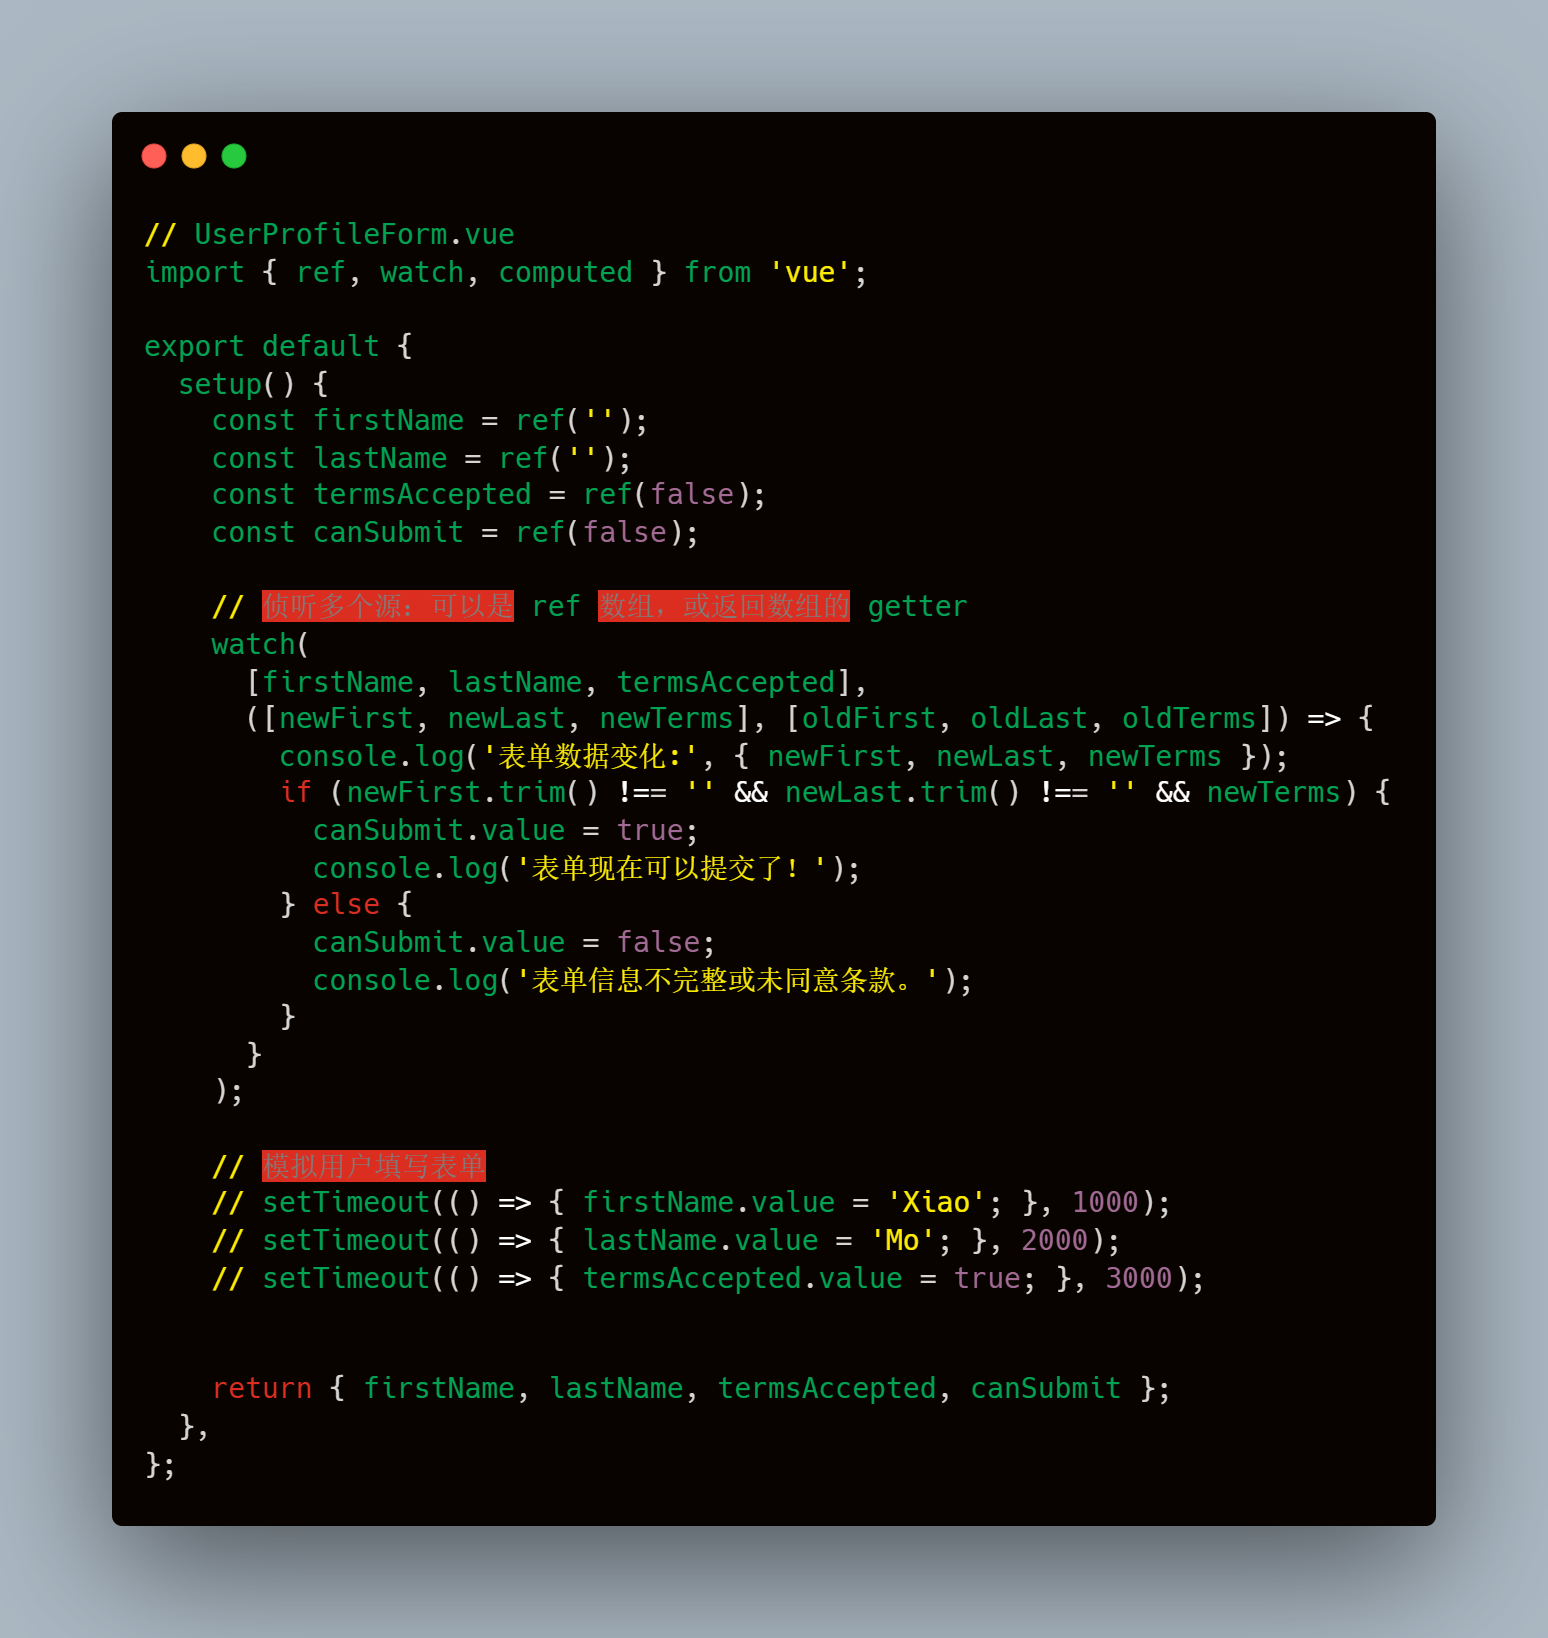 // UserProfileForm.vue
import { ref, watch, computed } from 'vue';
export default {
  setup() {
    const firstName = ref('');
    const lastName = ref('');
    const termsAccepted = ref(false);
    const canSubmit = ref(false);
    // 侦听多个源：可以是 ref 数组，或返回数组的 getter
    watch(
      [firstName, lastName, termsAccepted],
      ([newFirst, newLast, newTerms], [oldFirst, oldLast, oldTerms]) => {
        console.log('表单数据变化:', { newFirst, newLast, newTerms });
        if (newFirst.trim() !== '' && newLast.trim() !== '' && newTerms) {
          canSubmit.value = true;
          console.log('表单现在可以提交了！');
        } else {
          canSubmit.value = false;
          console.log('表单信息不完整或未同意条款。');
        }
      }
    );
    // 模拟用户填写表单
    // setTimeout(() => { firstName.value = 'Xiao'; }, 1000);
    // setTimeout(() => { lastName.value = 'Mo'; }, 2000);
    // setTimeout(() => { termsAccepted.value = true; }, 3000);
    return { firstName, lastName, termsAccepted, canSubmit };
  },
};